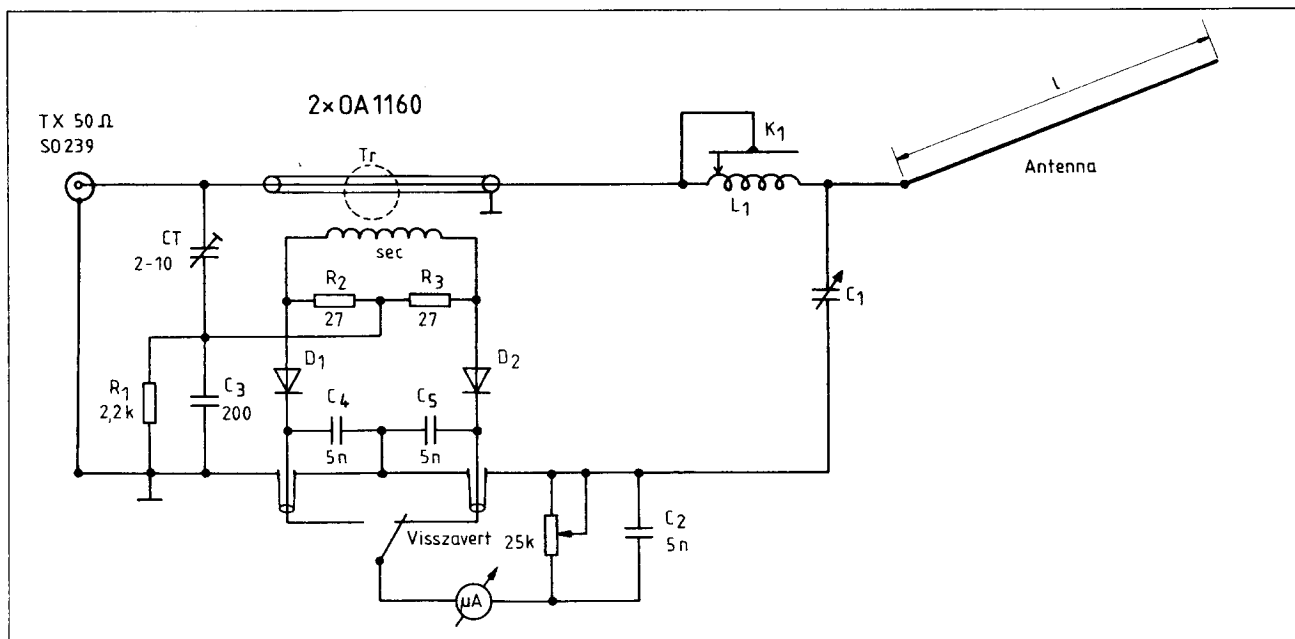 2×OA1160
TX 50Ω
SO239
Tr
K1
l
Antenna
L1
CT
2-10
sec
R2
27
R3
27
C1
D1
D2
R1
2,2k
C3
200
C4
5n
C5
5n
Visszavert
25k
C2
5n
µA